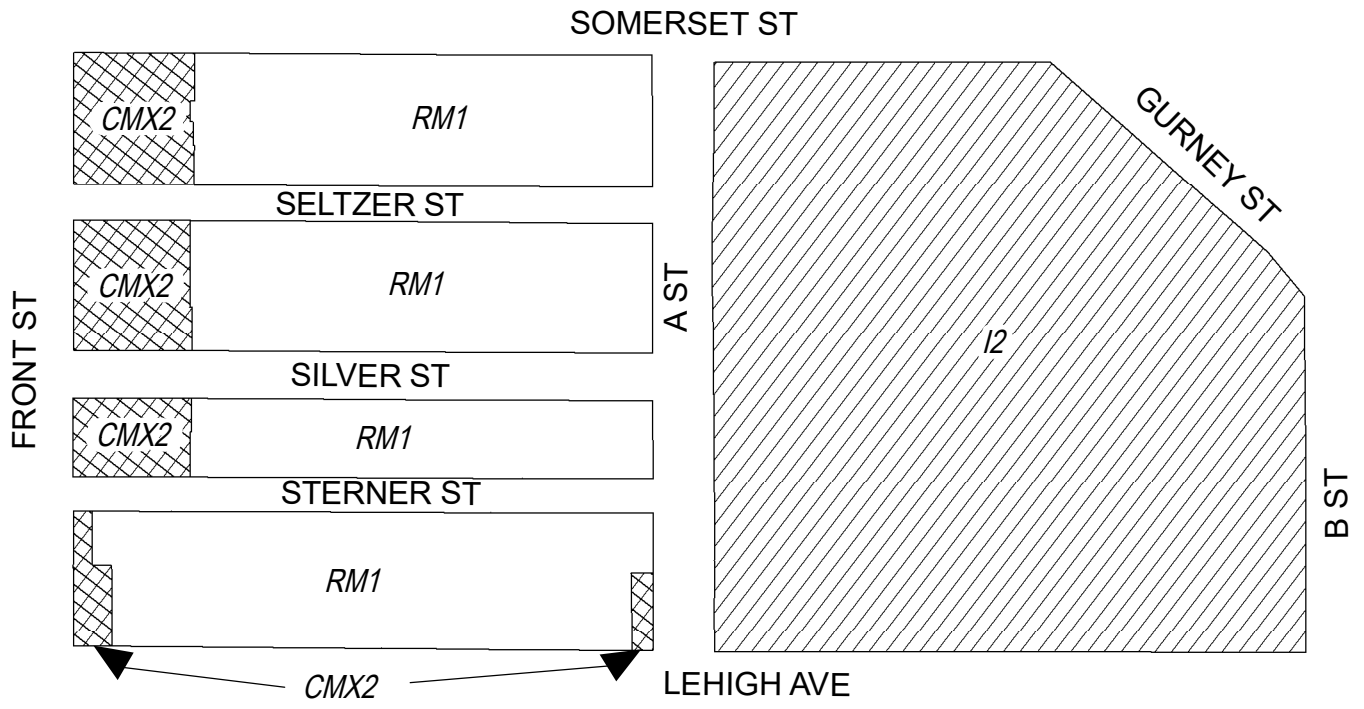 SOMERSET ST
CMX2
RM1
GURNEY ST
SELTZER ST
CMX2
RM1
A ST
FRONT ST
I2
SILVER ST
CMX2
RM1
STERNER ST
B ST
RM1
CMX2
LEHIGH AVE